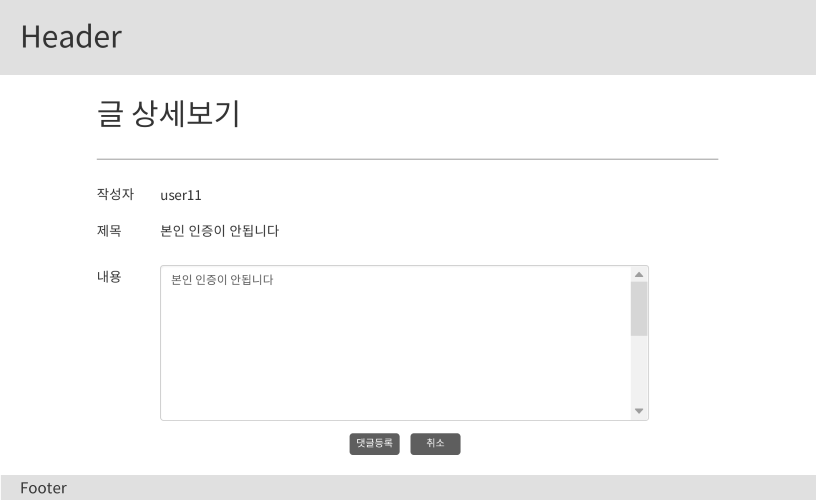 Header
글 상세보기
작성자 user11
제목 본인 인증이 안됩니다
내용 본인 인증이 안됩니다
댓글등록 취소
Footer